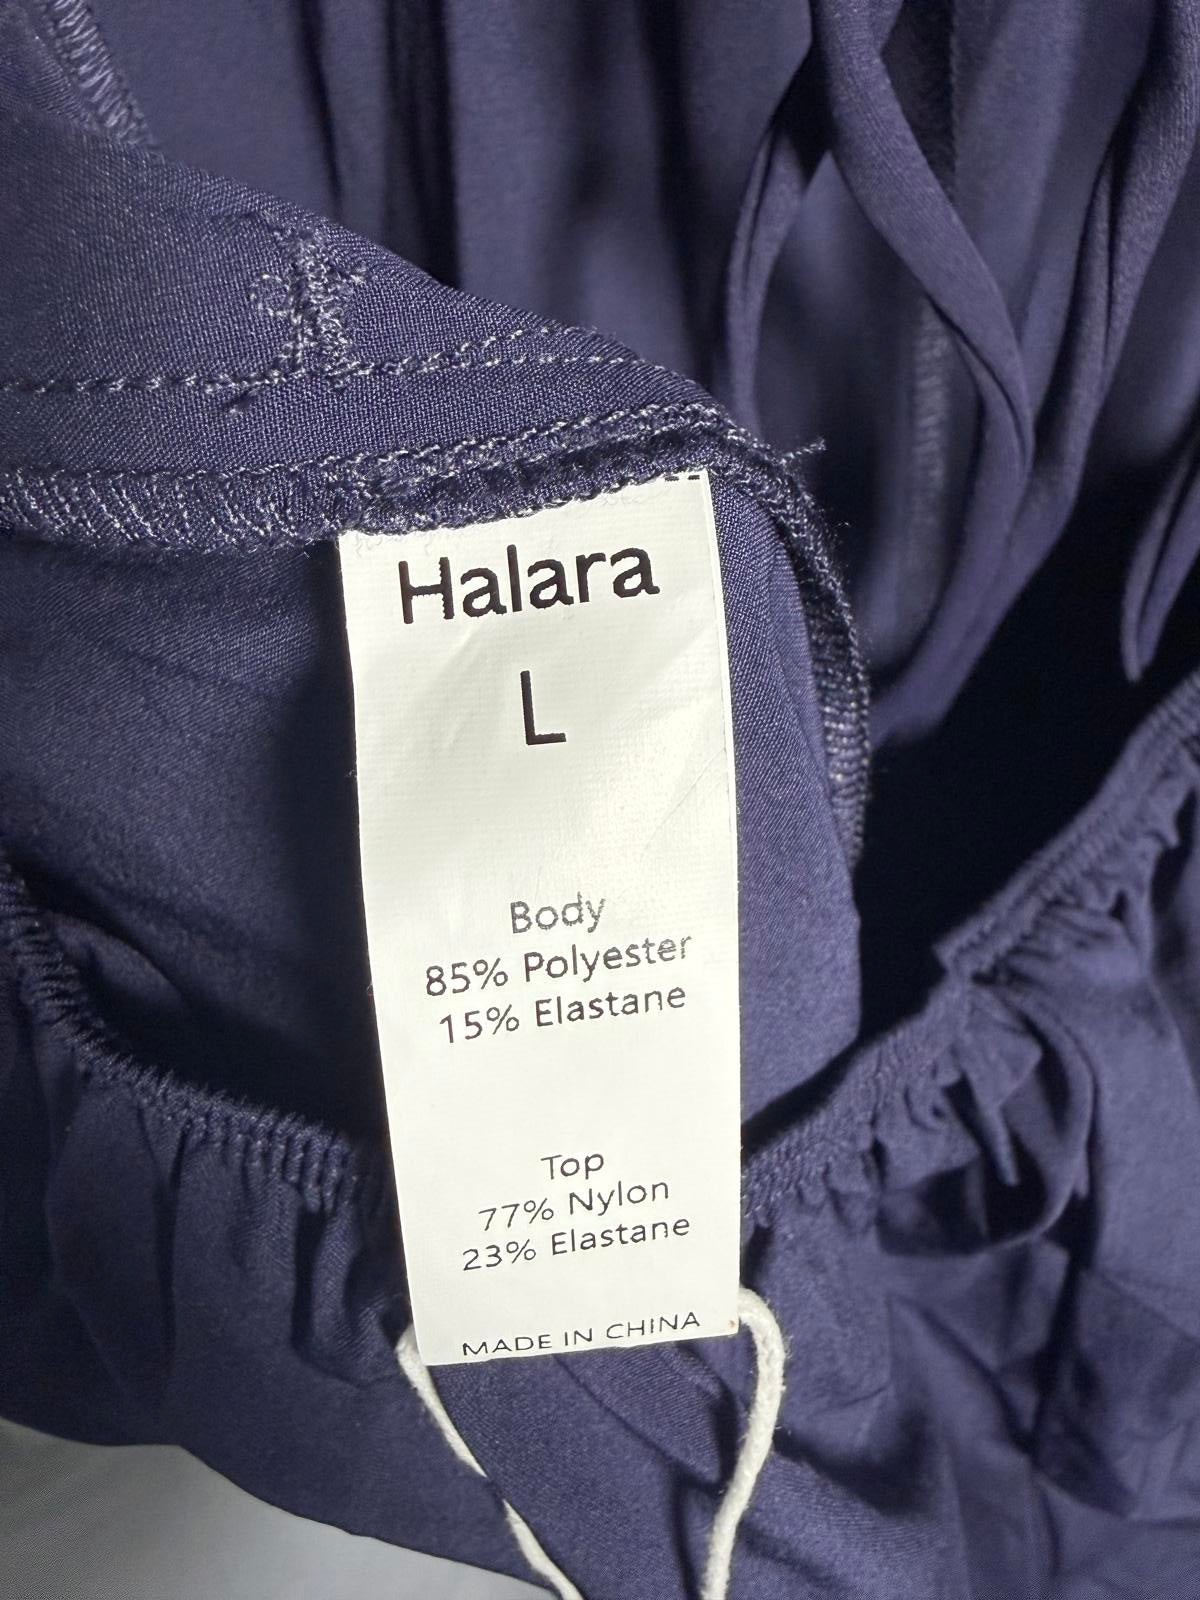 Halara
L
Body
85% Polyester
15% Elastane
Top
77% Nylon
23% Elastane
MADE IN CHINA